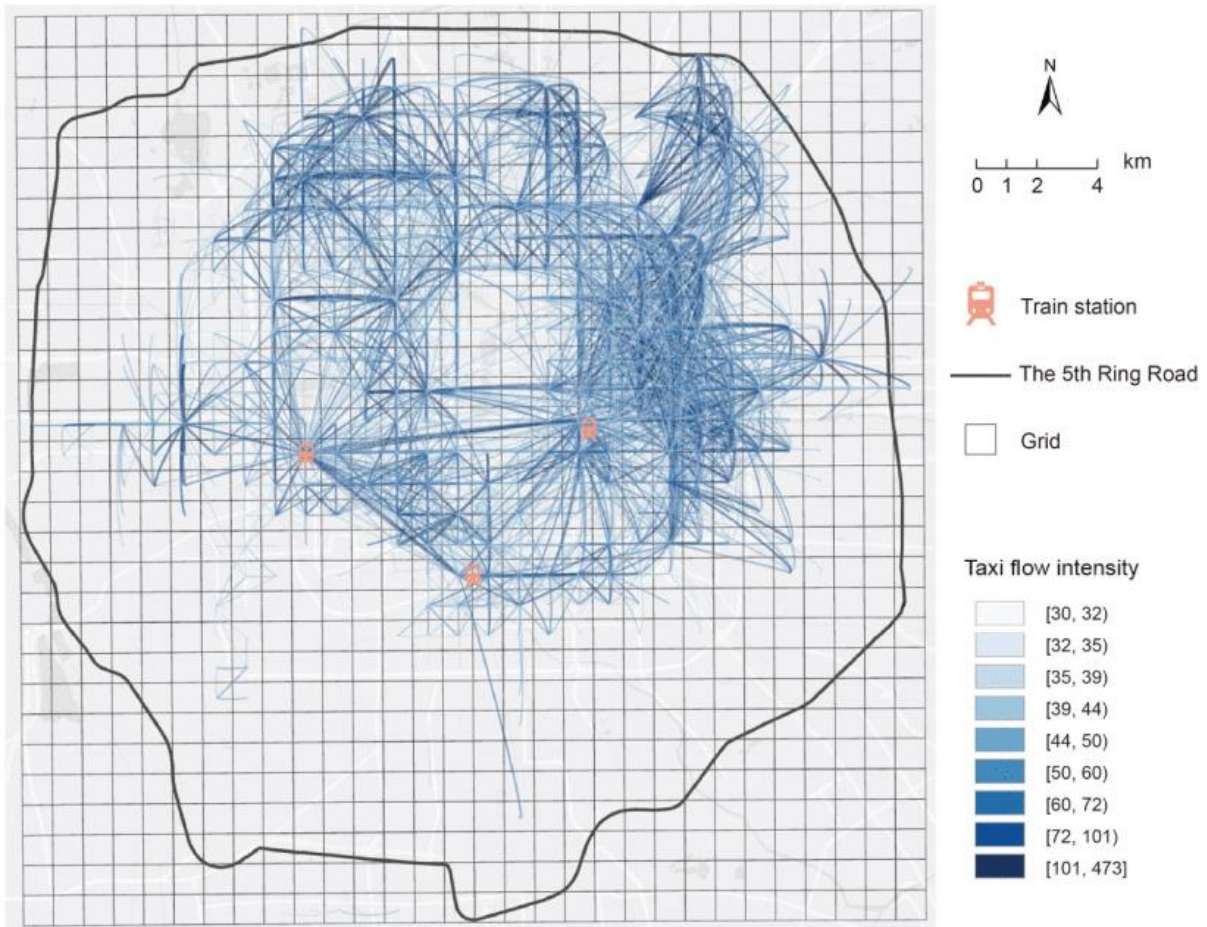 N
km
0 1 2 4
Train station
The 5th Ring Road
Grid
Taxi flow intensity
[30, 32)
[32, 35)
[35, 39)
[39, 44)
[44, 50)
[50, 60)
[60, 72)
[72, 101)
[101, 473]